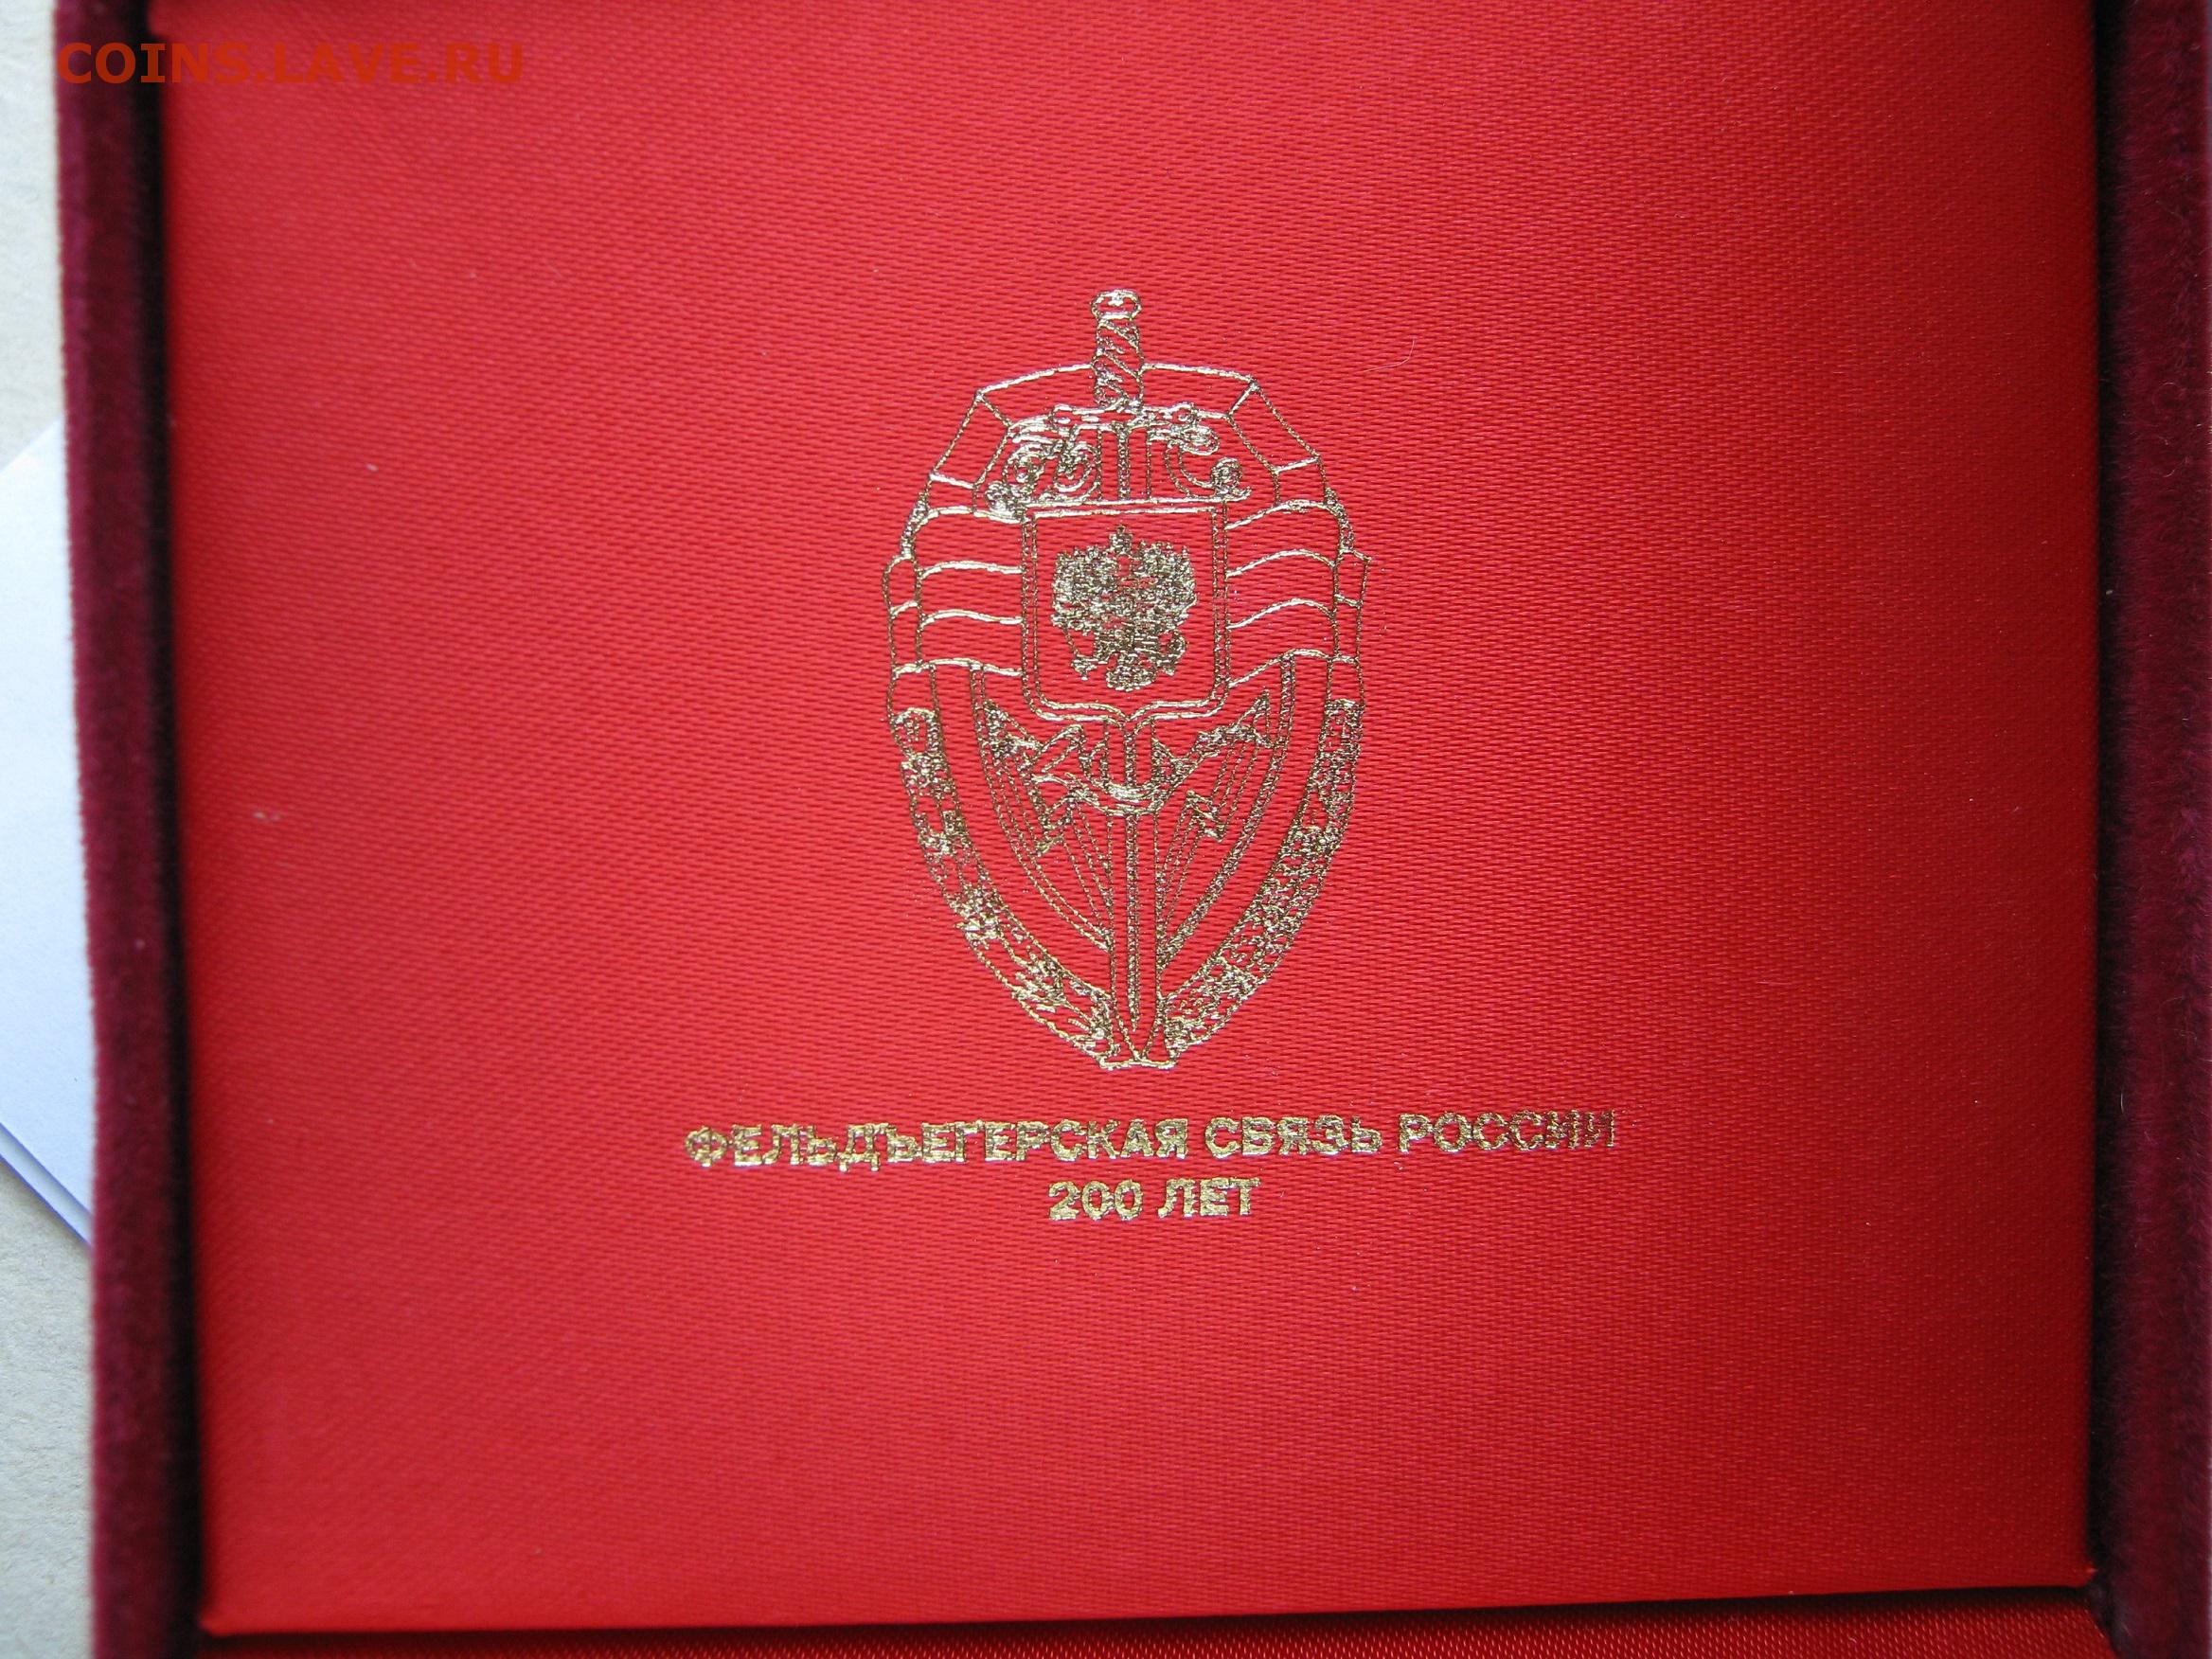 COINS.LAVE.RU
ФЕЛЬДЪЕГЕРСКАЯ СВЯЗЬ РОССИИ
200 ЛЕТ